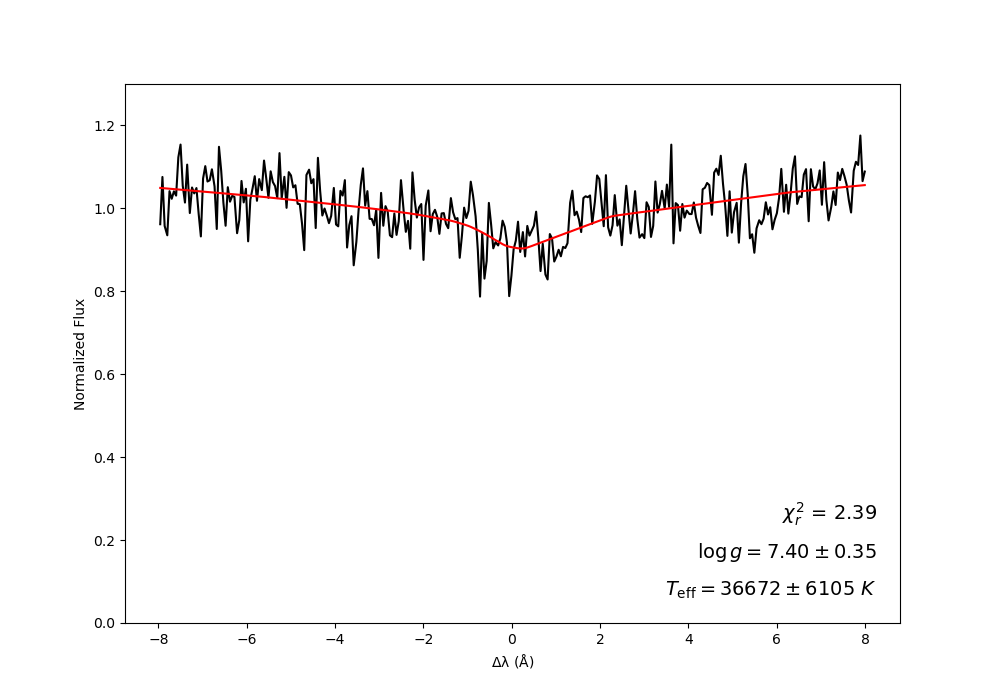 1.2
1.0
0.8
0.6
0.4
0.2
0.0
Normalized Flux
χ²ᵣ = 2.39
log g = 7.40 ± 0.35
T_eff = 36672 ± 6105 K
−8 −6 −4 −2 0 2 4 6 8
Δλ (Å)